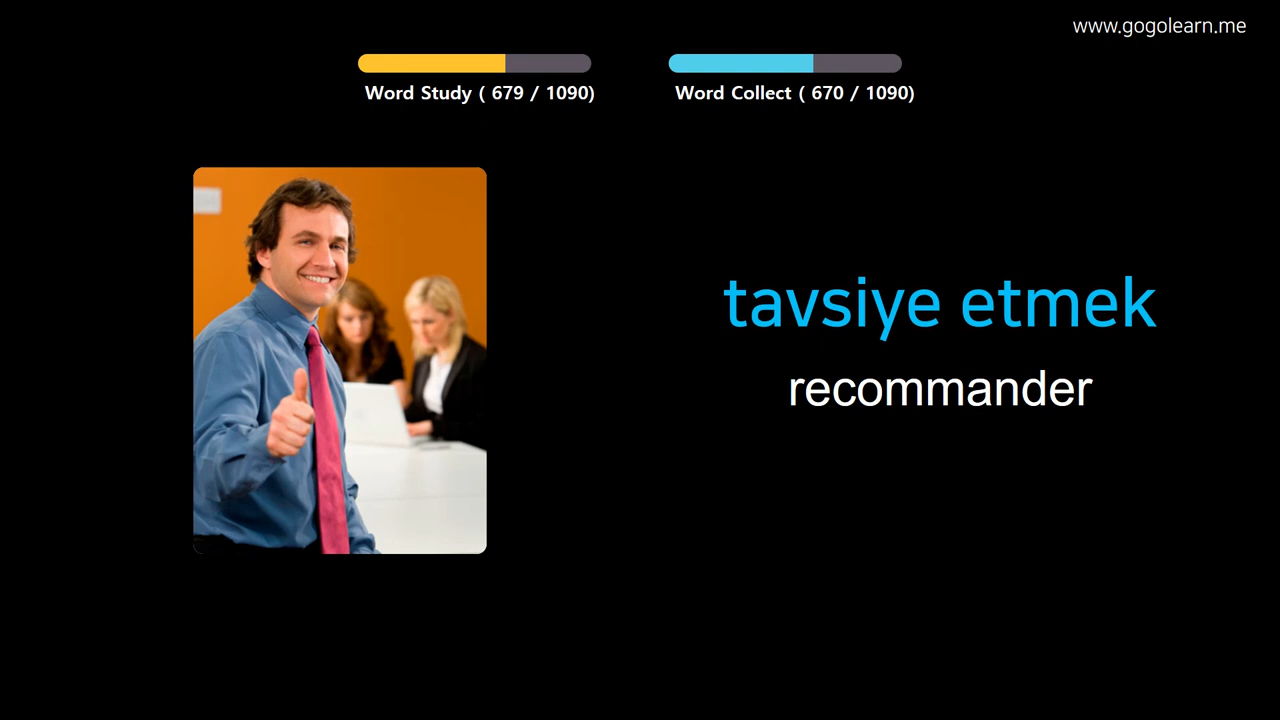 www.gogolearn.me
Word Study ( 679 / 1090)
Word Collect ( 670 / 1090)
tavsiye etmek
recommander